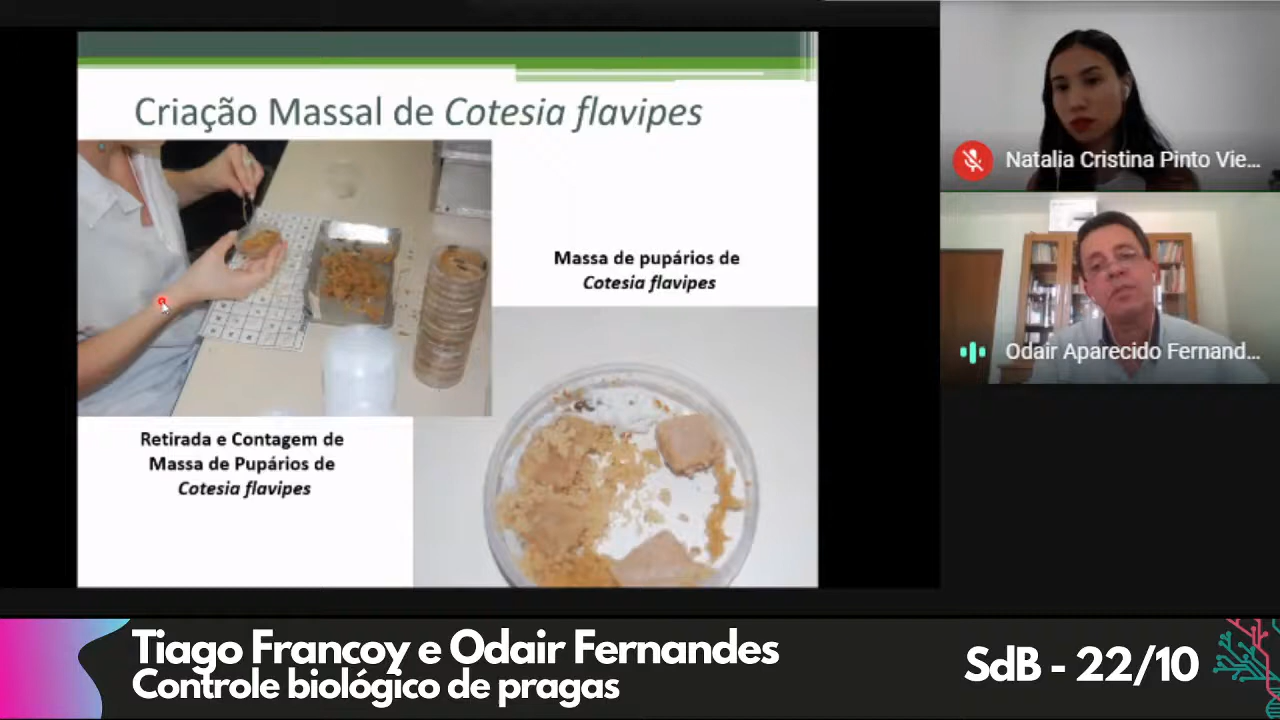 Criação Massal de Cotesia flavipes
Massa de pupários de
Cotesia flavipes
Retirada e Contagem de
Massa de Pupários de
Cotesia flavipes
Natalia Cristina Pinto Vie...
Odair Aparecido Fernand...
Tiago Francoy e Odair Fernandes
Controle biológico de pragas
SdB - 22/10